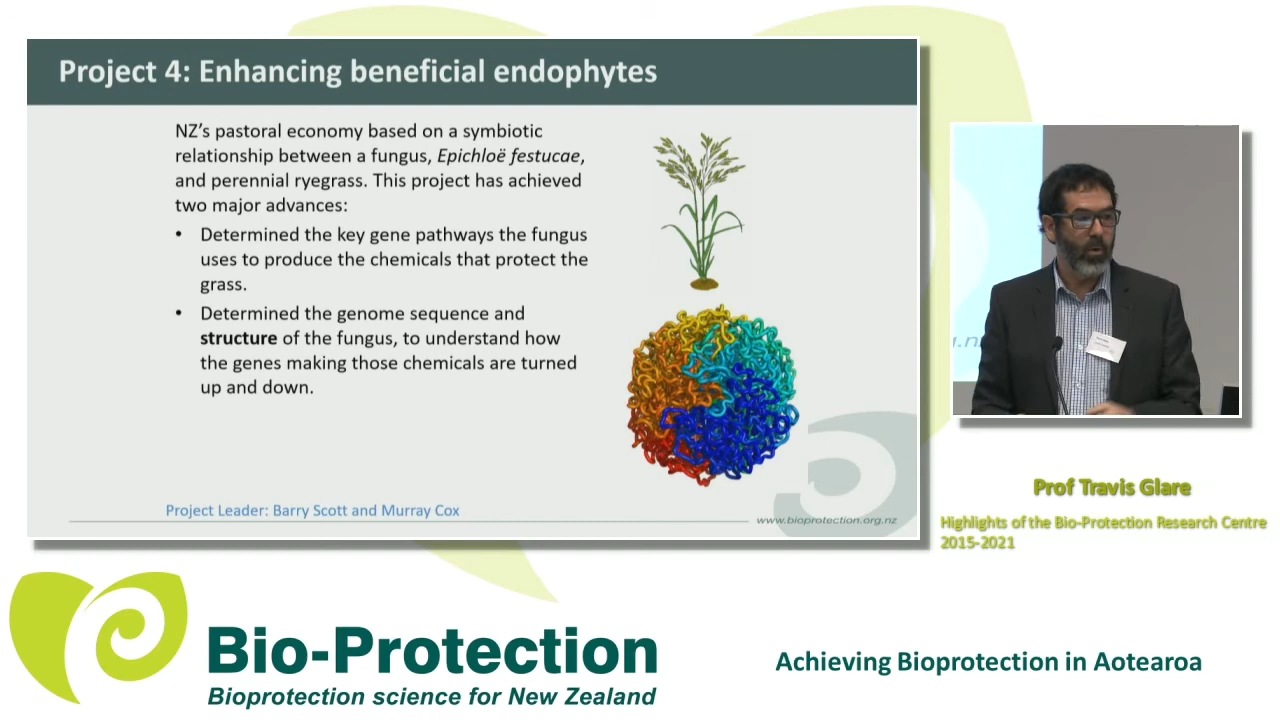 Project 4: Enhancing beneficial endophytes
NZ's pastoral economy based on a symbiotic
relationship between a fungus, Epichloë festucae,
and perennial ryegrass. This project has achieved
two major advances:
• Determined the key gene pathways the fungus
uses to produce the chemicals that protect the
grass.
• Determined the genome sequence and
structure of the fungus, to understand how
the genes making those chemicals are turned
up and down.
Project Leader: Barry Scott and Murray Cox
www.bioprotection.org.nz
Prof Travis Glare
Highlights of the Bio-Protection Research Centre
2015-2021
Bio-Protection
Bioprotection science for New Zealand
Achieving Bioprotection in Aotearoa